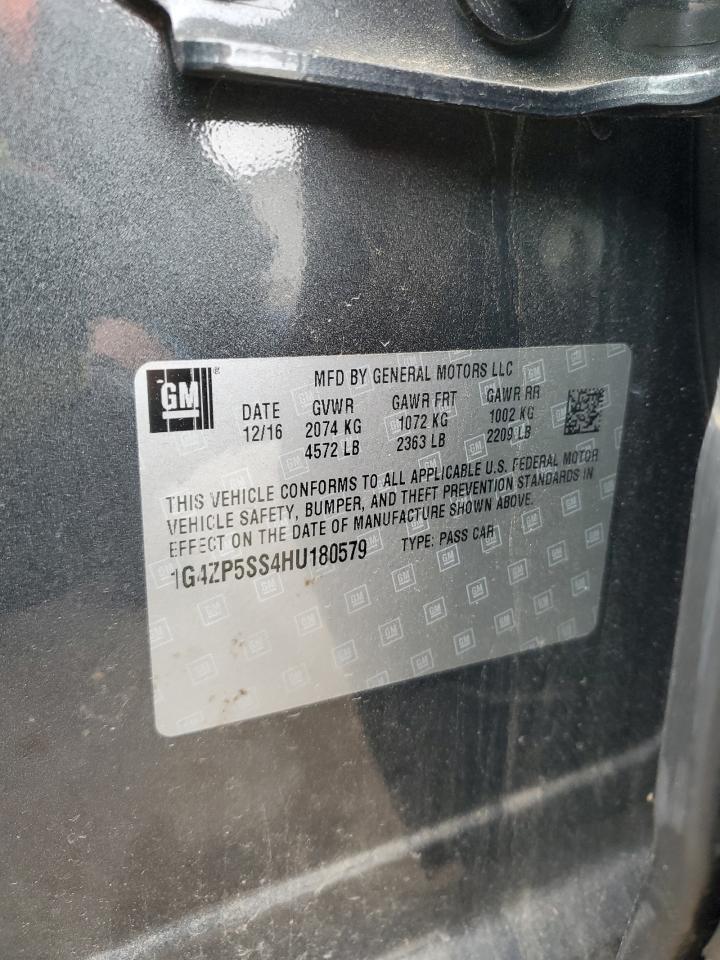 GM ® MFD BY GENERAL MOTORS LLC
DATE GVWR GAWR FRT GAWR RR
12/16 2074 KG 1072 KG 1002 KG
4572 LB 2363 LB 2209 LB
THIS VEHICLE CONFORMS TO ALL APPLICABLE U.S. FEDERAL MOTOR
VEHICLE SAFETY, BUMPER, AND THEFT PREVENTION STANDARDS IN
EFFECT ON THE DATE OF MANUFACTURE SHOWN ABOVE.
1G4ZP5SS4HU180579 TYPE: PASS CAR